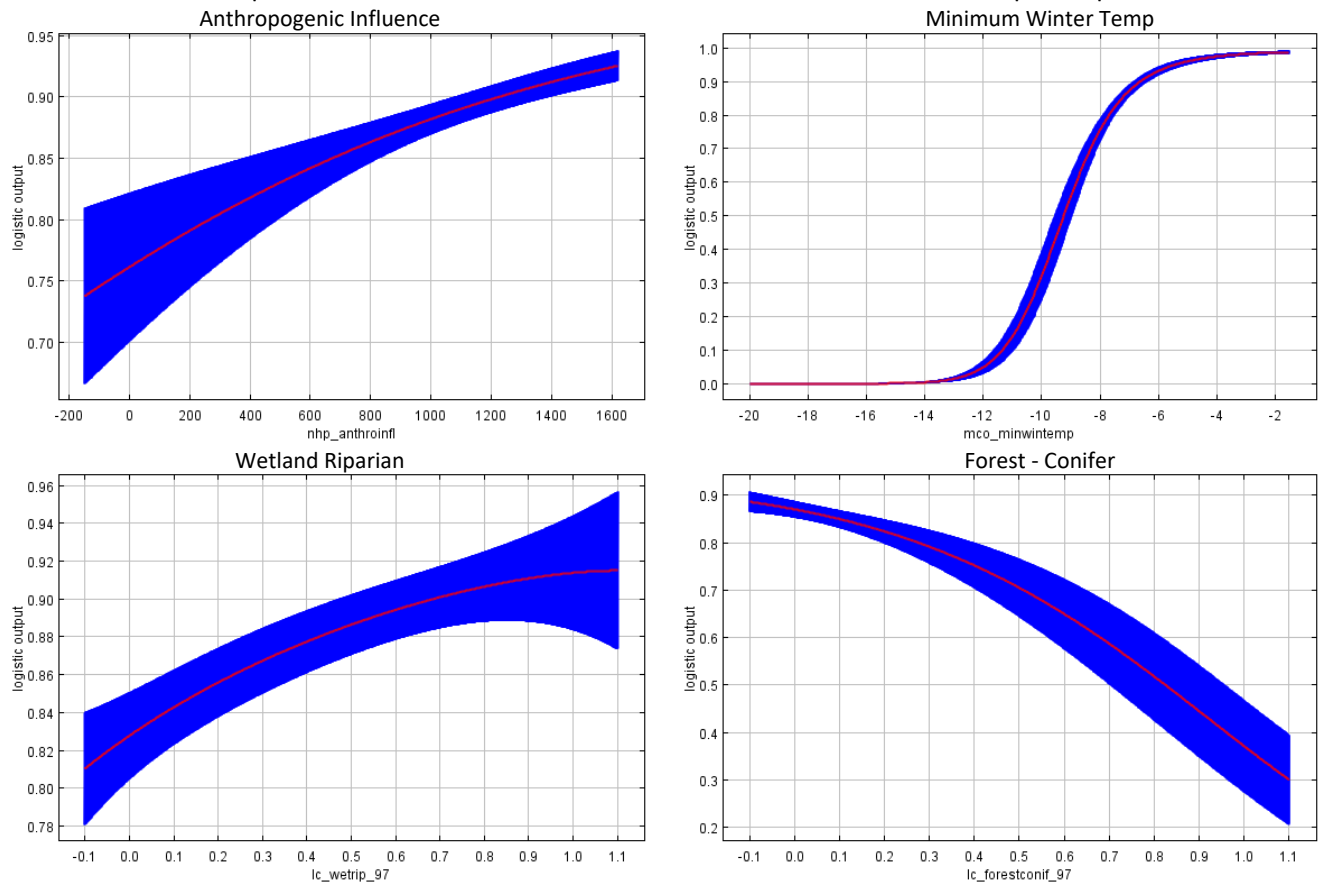 Anthropogenic Influence
0.95
0.90
0.85
0.80
0.75
0.70
logistic output
-200 0 200 400 600 800 1000 1200 1400 1600
nhp_anthroinfl
Minimum Winter Temp
1.0
0.9
0.8
0.7
0.6
0.5
0.4
0.3
0.2
0.1
0.0
logistic output
-20 -18 -16 -14 -12 -10 -8 -6 -4 -2
mco_minwintemp
Wetland Riparian
0.96
0.94
0.92
0.90
0.88
0.86
0.84
0.82
0.80
0.78
logistic output
-0.1 0.0 0.1 0.2 0.3 0.4 0.5 0.6 0.7 0.8 0.9 1.0 1.1
lc_wetrip_97
Forest - Conifer
0.9
0.8
0.7
0.6
0.5
0.4
0.3
0.2
logistic output
-0.1 0.0 0.1 0.2 0.3 0.4 0.5 0.6 0.7 0.8 0.9 1.0 1.1
lc_forestconif_97